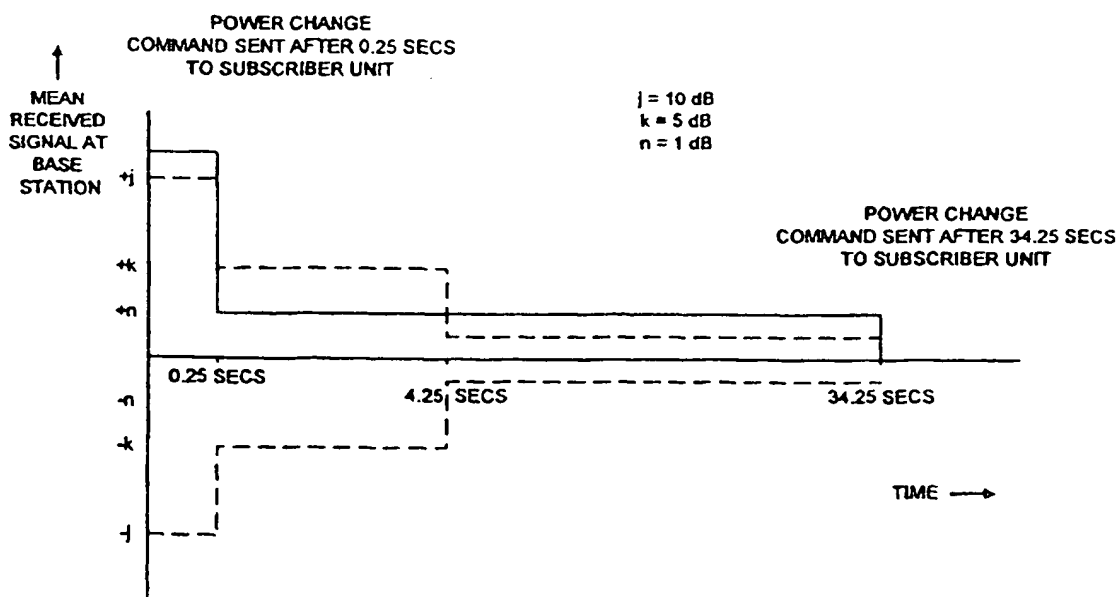 POWER CHANGE
COMMAND SENT AFTER 0.25 SECS
TO SUBSCRIBER UNIT
MEAN
RECEIVED
SIGNAL AT
BASE
STATION
j = 10 dB
k = 5 dB
n = 1 dB
+j
POWER CHANGE
COMMAND SENT AFTER 34.25 SECS
TO SUBSCRIBER UNIT
+k
+n
0.25 SECS
4.25 SECS
34.25 SECS
-n
-k
TIME
-j